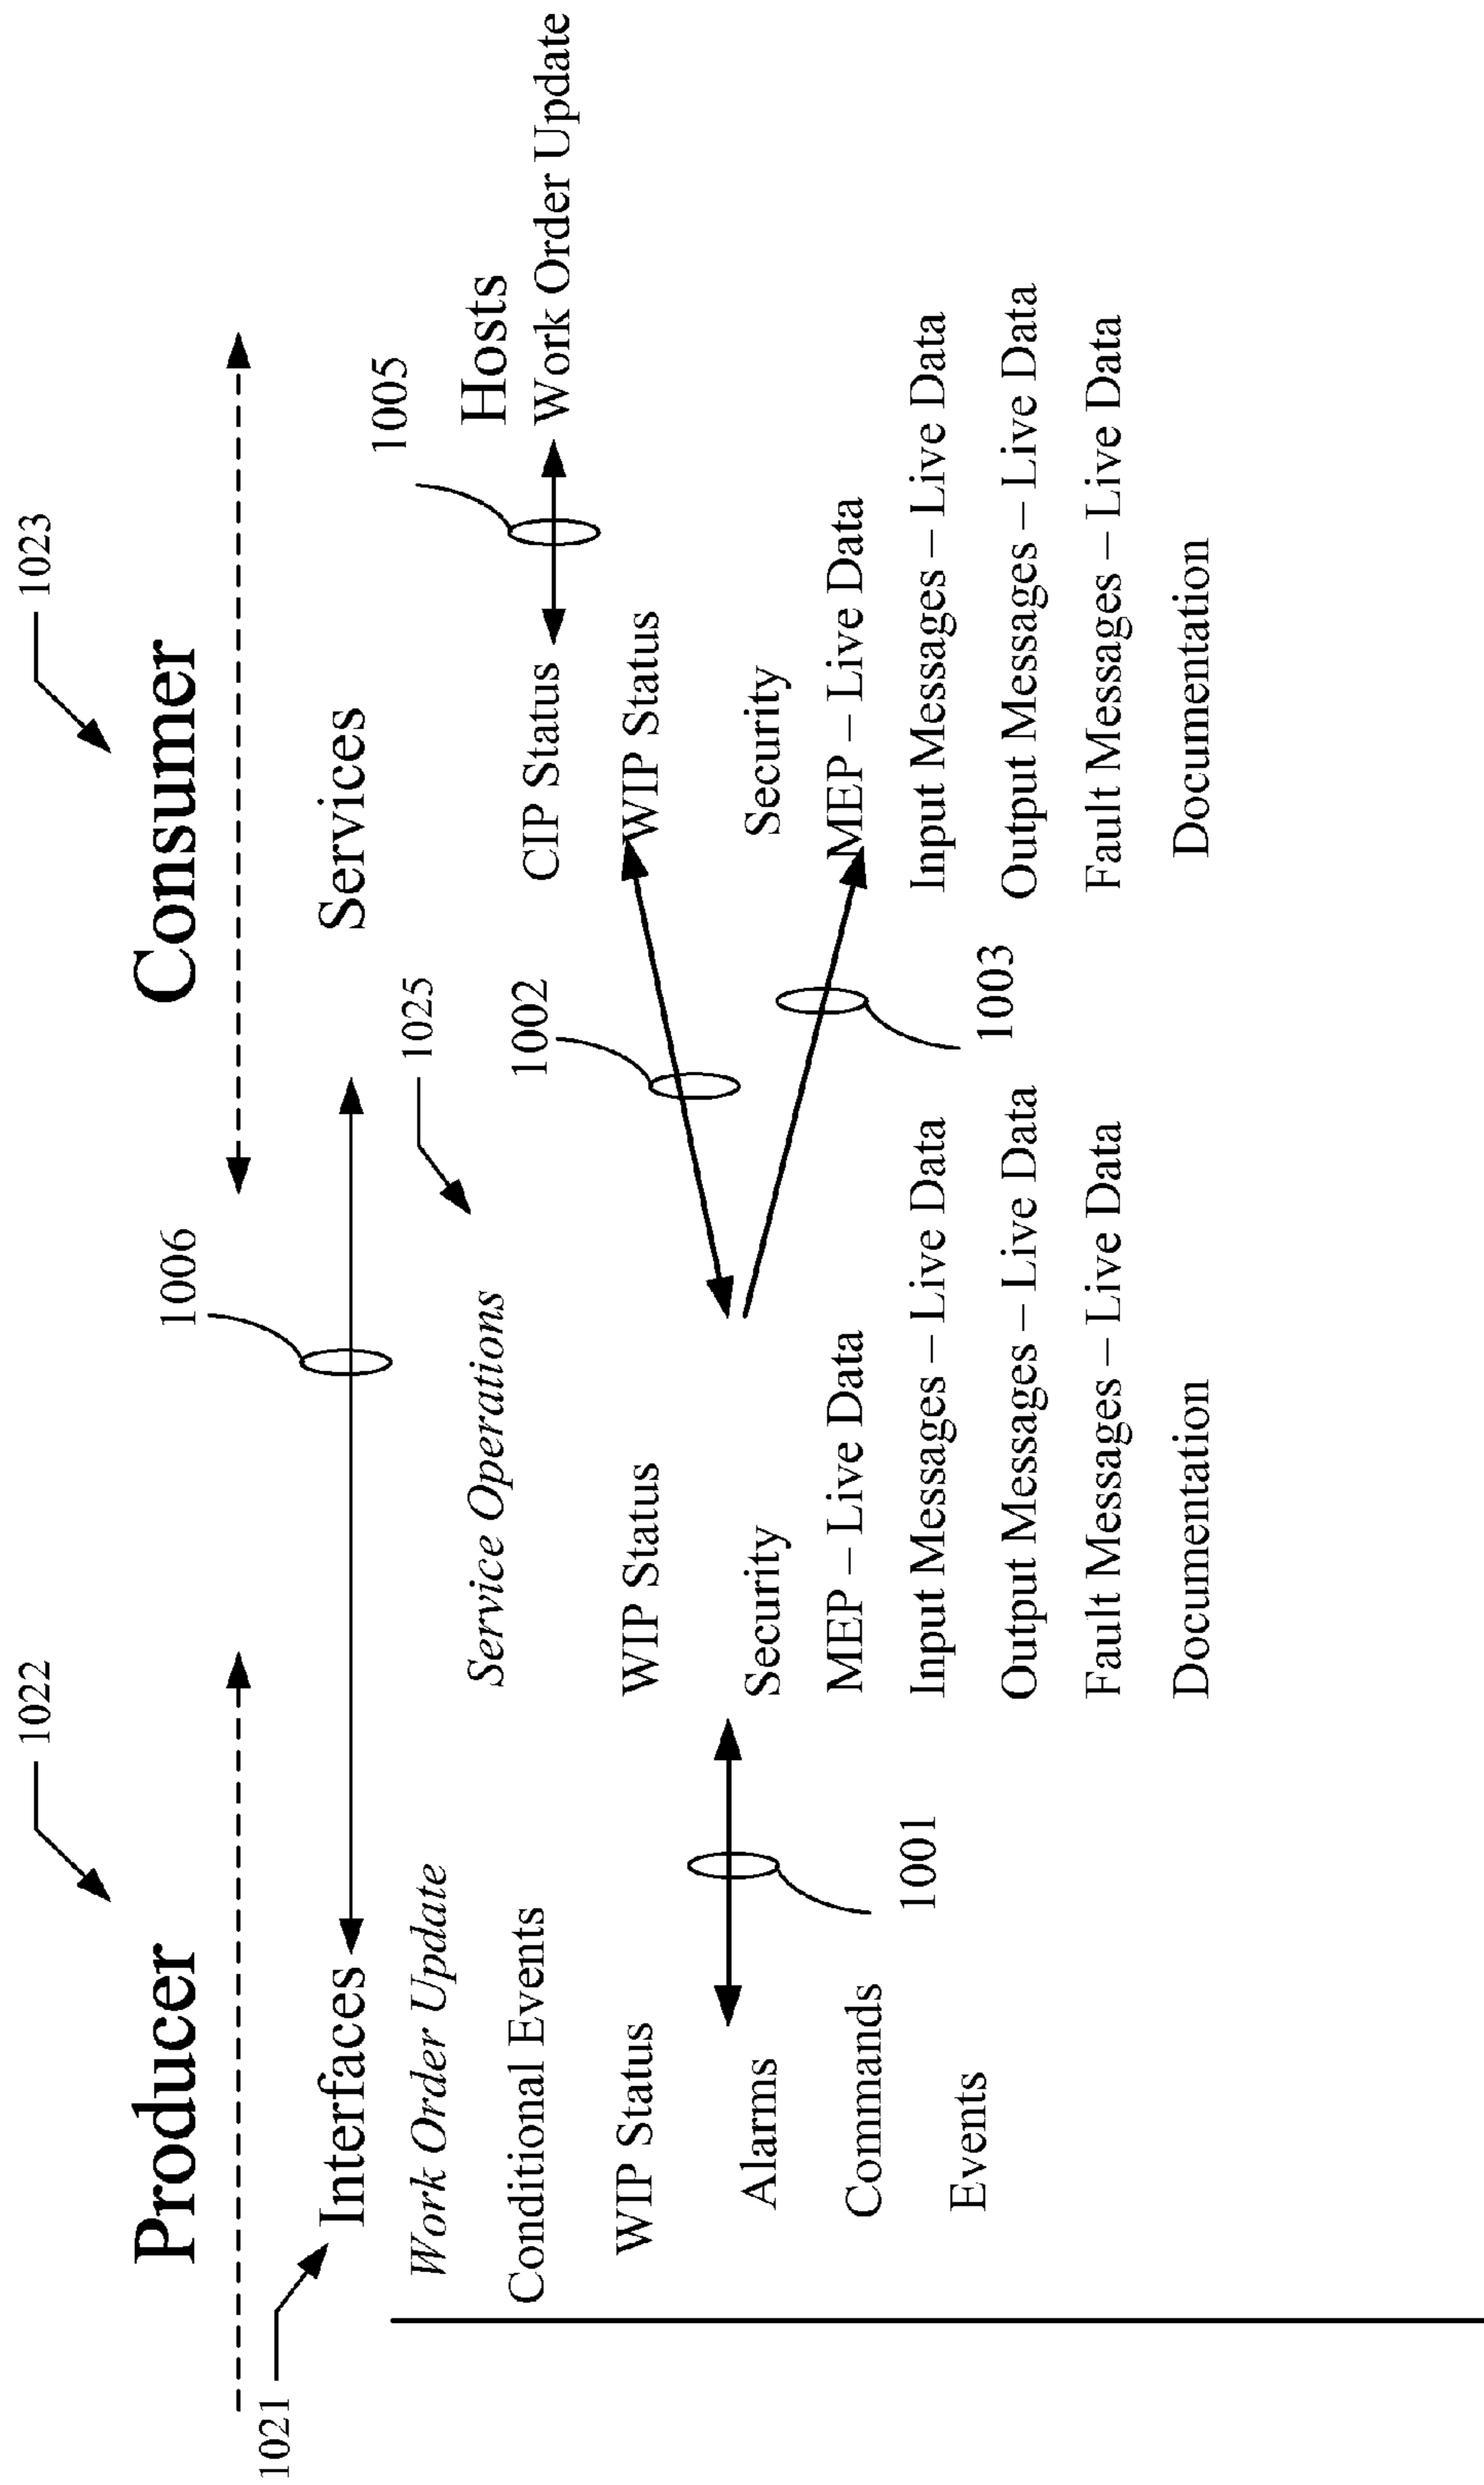 1022
1023
Producer
Consumer
1006
1021
Interfaces
Services
1005
Work Order Update
1025
Service Operations
Hosts
Conditional Events
1002
CIP Status
Work Order Update
WIP Status
WIP Status
WIP Status
Alarms
Security
Security
Commands
MEP – Live Data
MEP – Live Data
1001
Input Messages – Live Data
Input Messages – Live Data
Events
1003
Output Messages – Live Data
Output Messages – Live Data
Fault Messages – Live Data
Fault Messages – Live Data
Documentation
Documentation